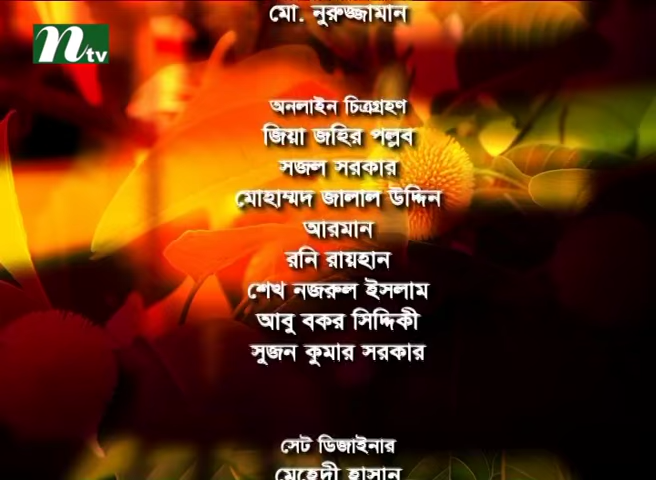 মো. নুরুজ্জামান
ntv
অনলাইন চিত্রগ্রহণ
জিয়া জহির পল্লব
সজল সরকার
মোহাম্মদ জালাল উদ্দিন
আরমান
রনি রায়হান
শেখ নজরুল ইসলাম
আবু বকর সিদ্দিকী
সুজন কুমার সরকার
সেট ডিজাইনার
মেহেদী হাসান